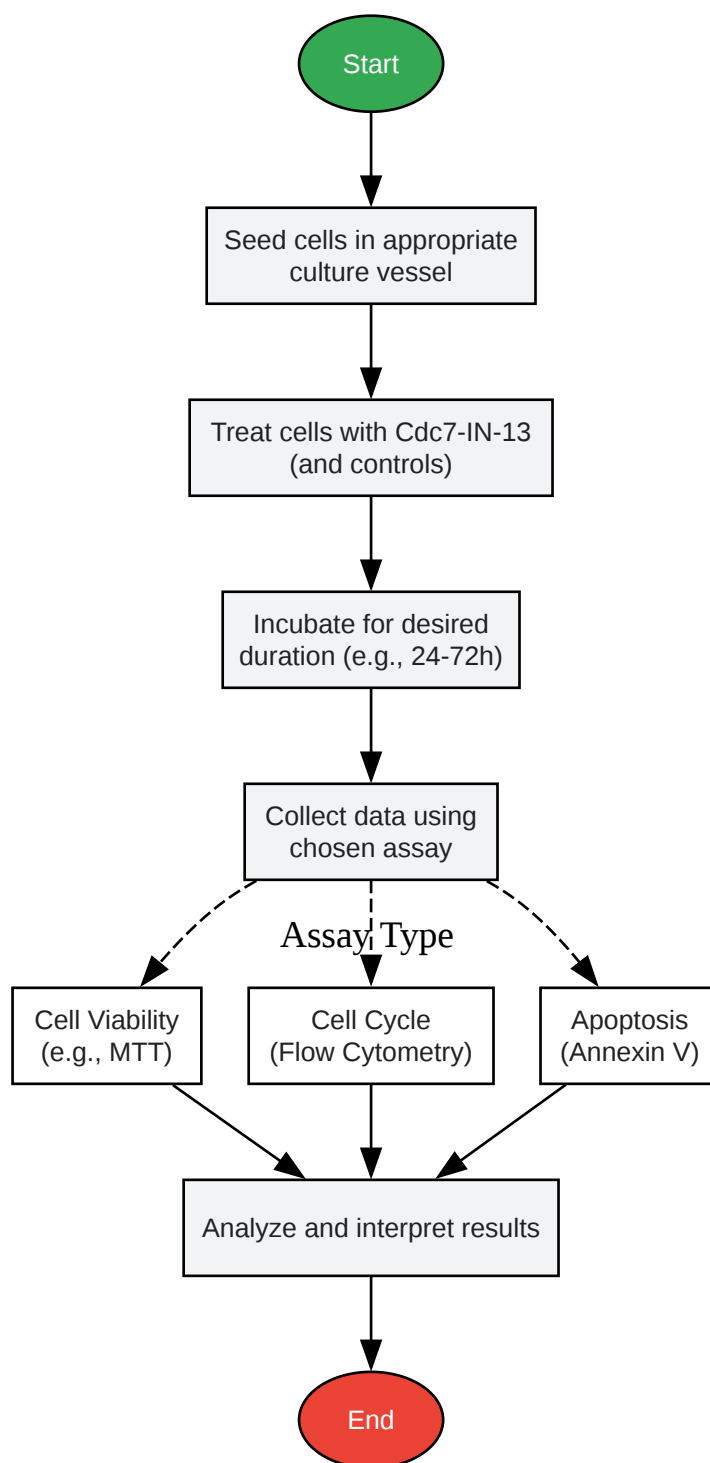 Start
Seed cells in appropriate
culture vessel
Treat cells with Cdc7-IN-13
(and controls)
Incubate for desired
duration (e.g., 24-72h)
Collect data using
chosen assay
Assay Type
Cell Viability
(e.g., MTT)
Cell Cycle
(Flow Cytometry)
Apoptosis
(Annexin V)
Analyze and interpret results
End